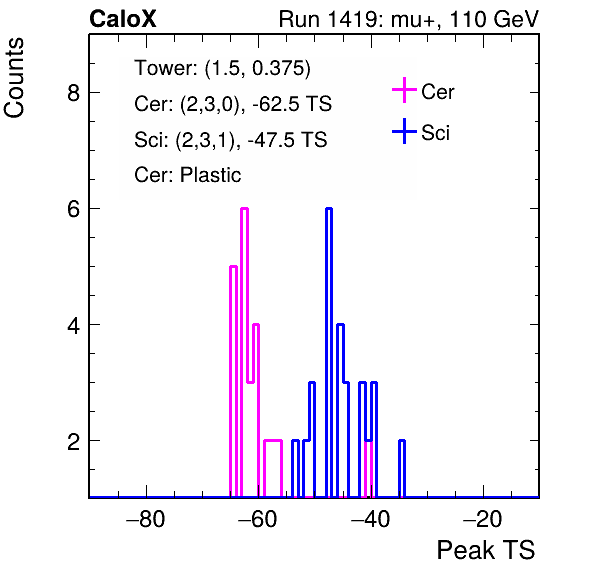 CaloX Run 1419: mu+, 110 GeV
Counts
Tower: (1.5, 0.375)
Cer: (2,3,0), -62.5 TS
Sci: (2,3,1), -47.5 TS
Cer: Plastic
Cer
Sci
8
6
4
2
−80 −60 −40 −20
Peak TS